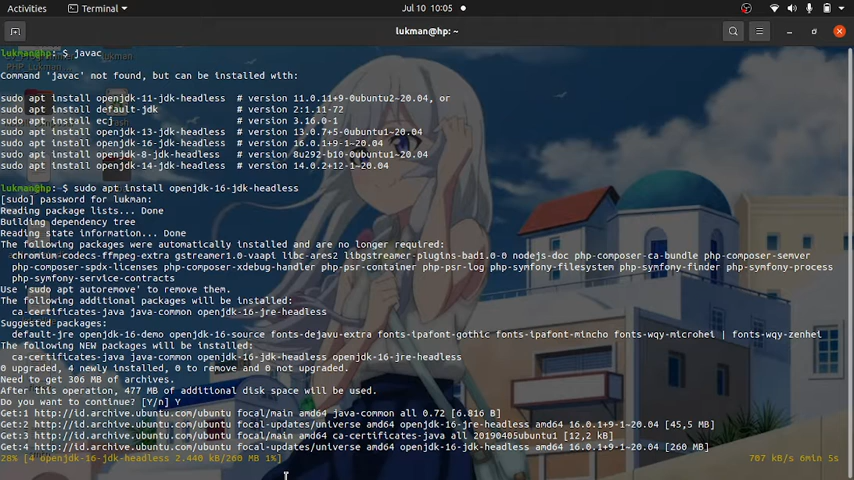 Activities Terminal Jul 10 10:05
lukman@hp: ~
lukman@hp:~$ javac
PHP-Lukman lukman
Command 'javac' not found, but can be installed with:
sudo apt install openjdk-11-jdk-headless  # version 11.0.11+9-0ubuntu2~20.04, or
sudo apt install default-jdk              # version 2:1.11-72
sudo apt install ecj                      # version 3.16.0-1
sudo apt install openjdk-13-jdk-headless  # version 13.0.7+5-0ubuntu1~20.04
sudo apt install openjdk-16-jdk-headless  # version 16.0.1+9-1~20.04
sudo apt install openjdk-8-jdk-headless   # version 8u292-b10-0ubuntu1~20.04
sudo apt install openjdk-14-jdk-headless  # version 14.0.2+12-1~20.04
lukman@hp:~$ sudo apt install openjdk-16-jdk-headless
[sudo] password for lukman:
Reading package lists... Done
Building dependency tree
Reading state information... Done
The following packages were automatically installed and are no longer required:
chromium-codecs-ffmpeg-extra gstreamer1.0-vaapi libc-ares2 libgstreamer-plugins-bad1.0-0 nodejs-doc php-composer-ca-bundle php-composer-semver
php-composer-spdx-licenses php-composer-xdebug-handler php-psr-container php-psr-log php-symfony-filesystem php-symfony-finder php-symfony-process
php-symfony-service-contracts
Use 'sudo apt autoremove' to remove them.
The following additional packages will be installed:
ca-certificates-java java-common openjdk-16-jre-headless
Suggested packages:
default-jre openjdk-16-demo openjdk-16-source fonts-dejavu-extra fonts-ipafont-gothic fonts-ipafont-mincho fonts-wqy-microhei | fonts-wqy-zenhei
The following NEW packages will be installed:
ca-certificates-java java-common openjdk-16-jdk-headless openjdk-16-jre-headless
0 upgraded, 4 newly installed, 0 to remove and 0 not upgraded.
Need to get 306 MB of archives.
After this operation, 477 MB of additional disk space will be used.
Do you want to continue? [Y/n] Y
Get:1 http://id.archive.ubuntu.com/ubuntu focal/main amd64 java-common all 0.72 [6.816 B]
Get:2 http://id.archive.ubuntu.com/ubuntu focal-updates/universe amd64 openjdk-16-jre-headless amd64 16.0.1+9-1~20.04 [45,5 MB]
Get:3 http://id.archive.ubuntu.com/ubuntu focal/main amd64 ca-certificates-java all 20190405ubuntu1 [12,2 kB]
Get:4 http://id.archive.ubuntu.com/ubuntu focal-updates/universe amd64 openjdk-16-jdk-headless amd64 16.0.1+9-1~20.04 [260 MB]
28% [4 openjdk-16-jdk-headless 2.440 kB/260 MB 1%] 707 kB/s 6min 5s